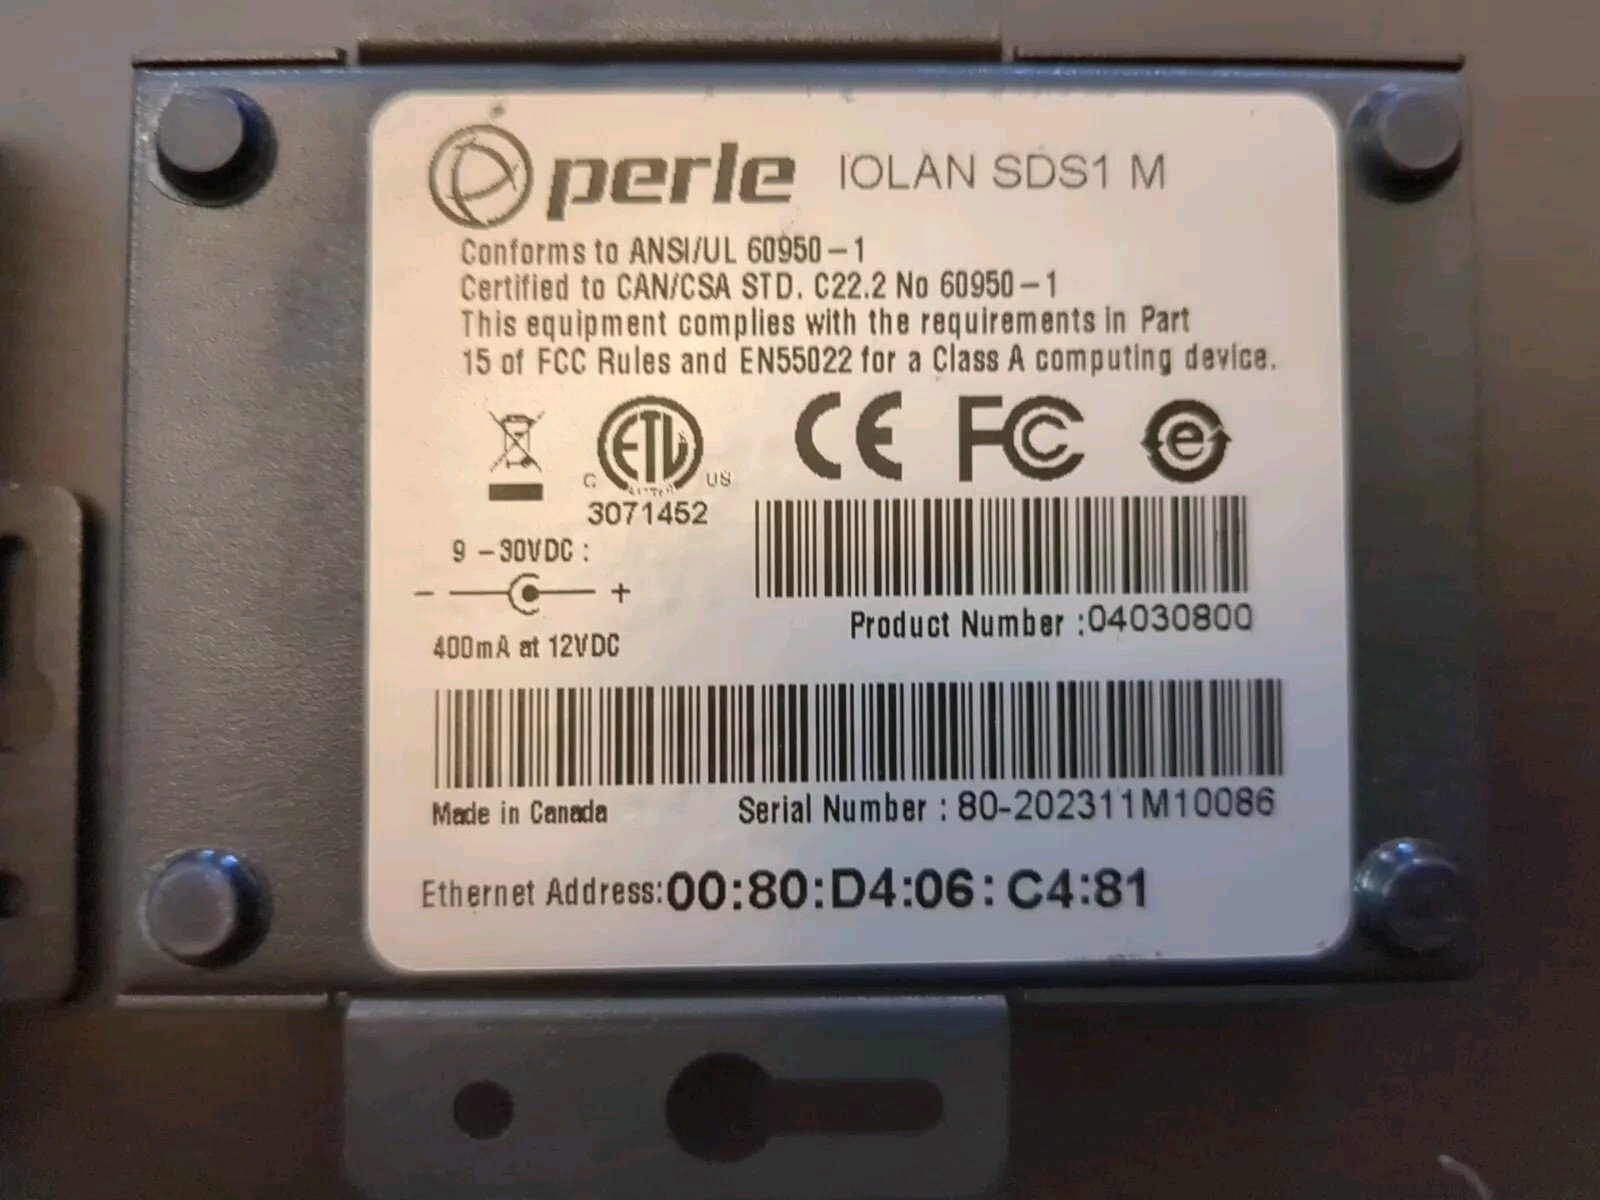 perle IOLAN SDS1 M
Conforms to ANSI/UL 60950-1
Certified to CAN/CSA STD. C22.2 No 60950-1
This equipment complies with the requirements in Part
15 of FCC Rules and EN55022 for a Class A computing device.
C ETL US CE FC e
3071452
9 -30VDC :
- +
400mA at 12VDC
Product Number :04030800
Made in Canada Serial Number : 80-202311M10086
Ethernet Address:00:80:D4:06:C4:81